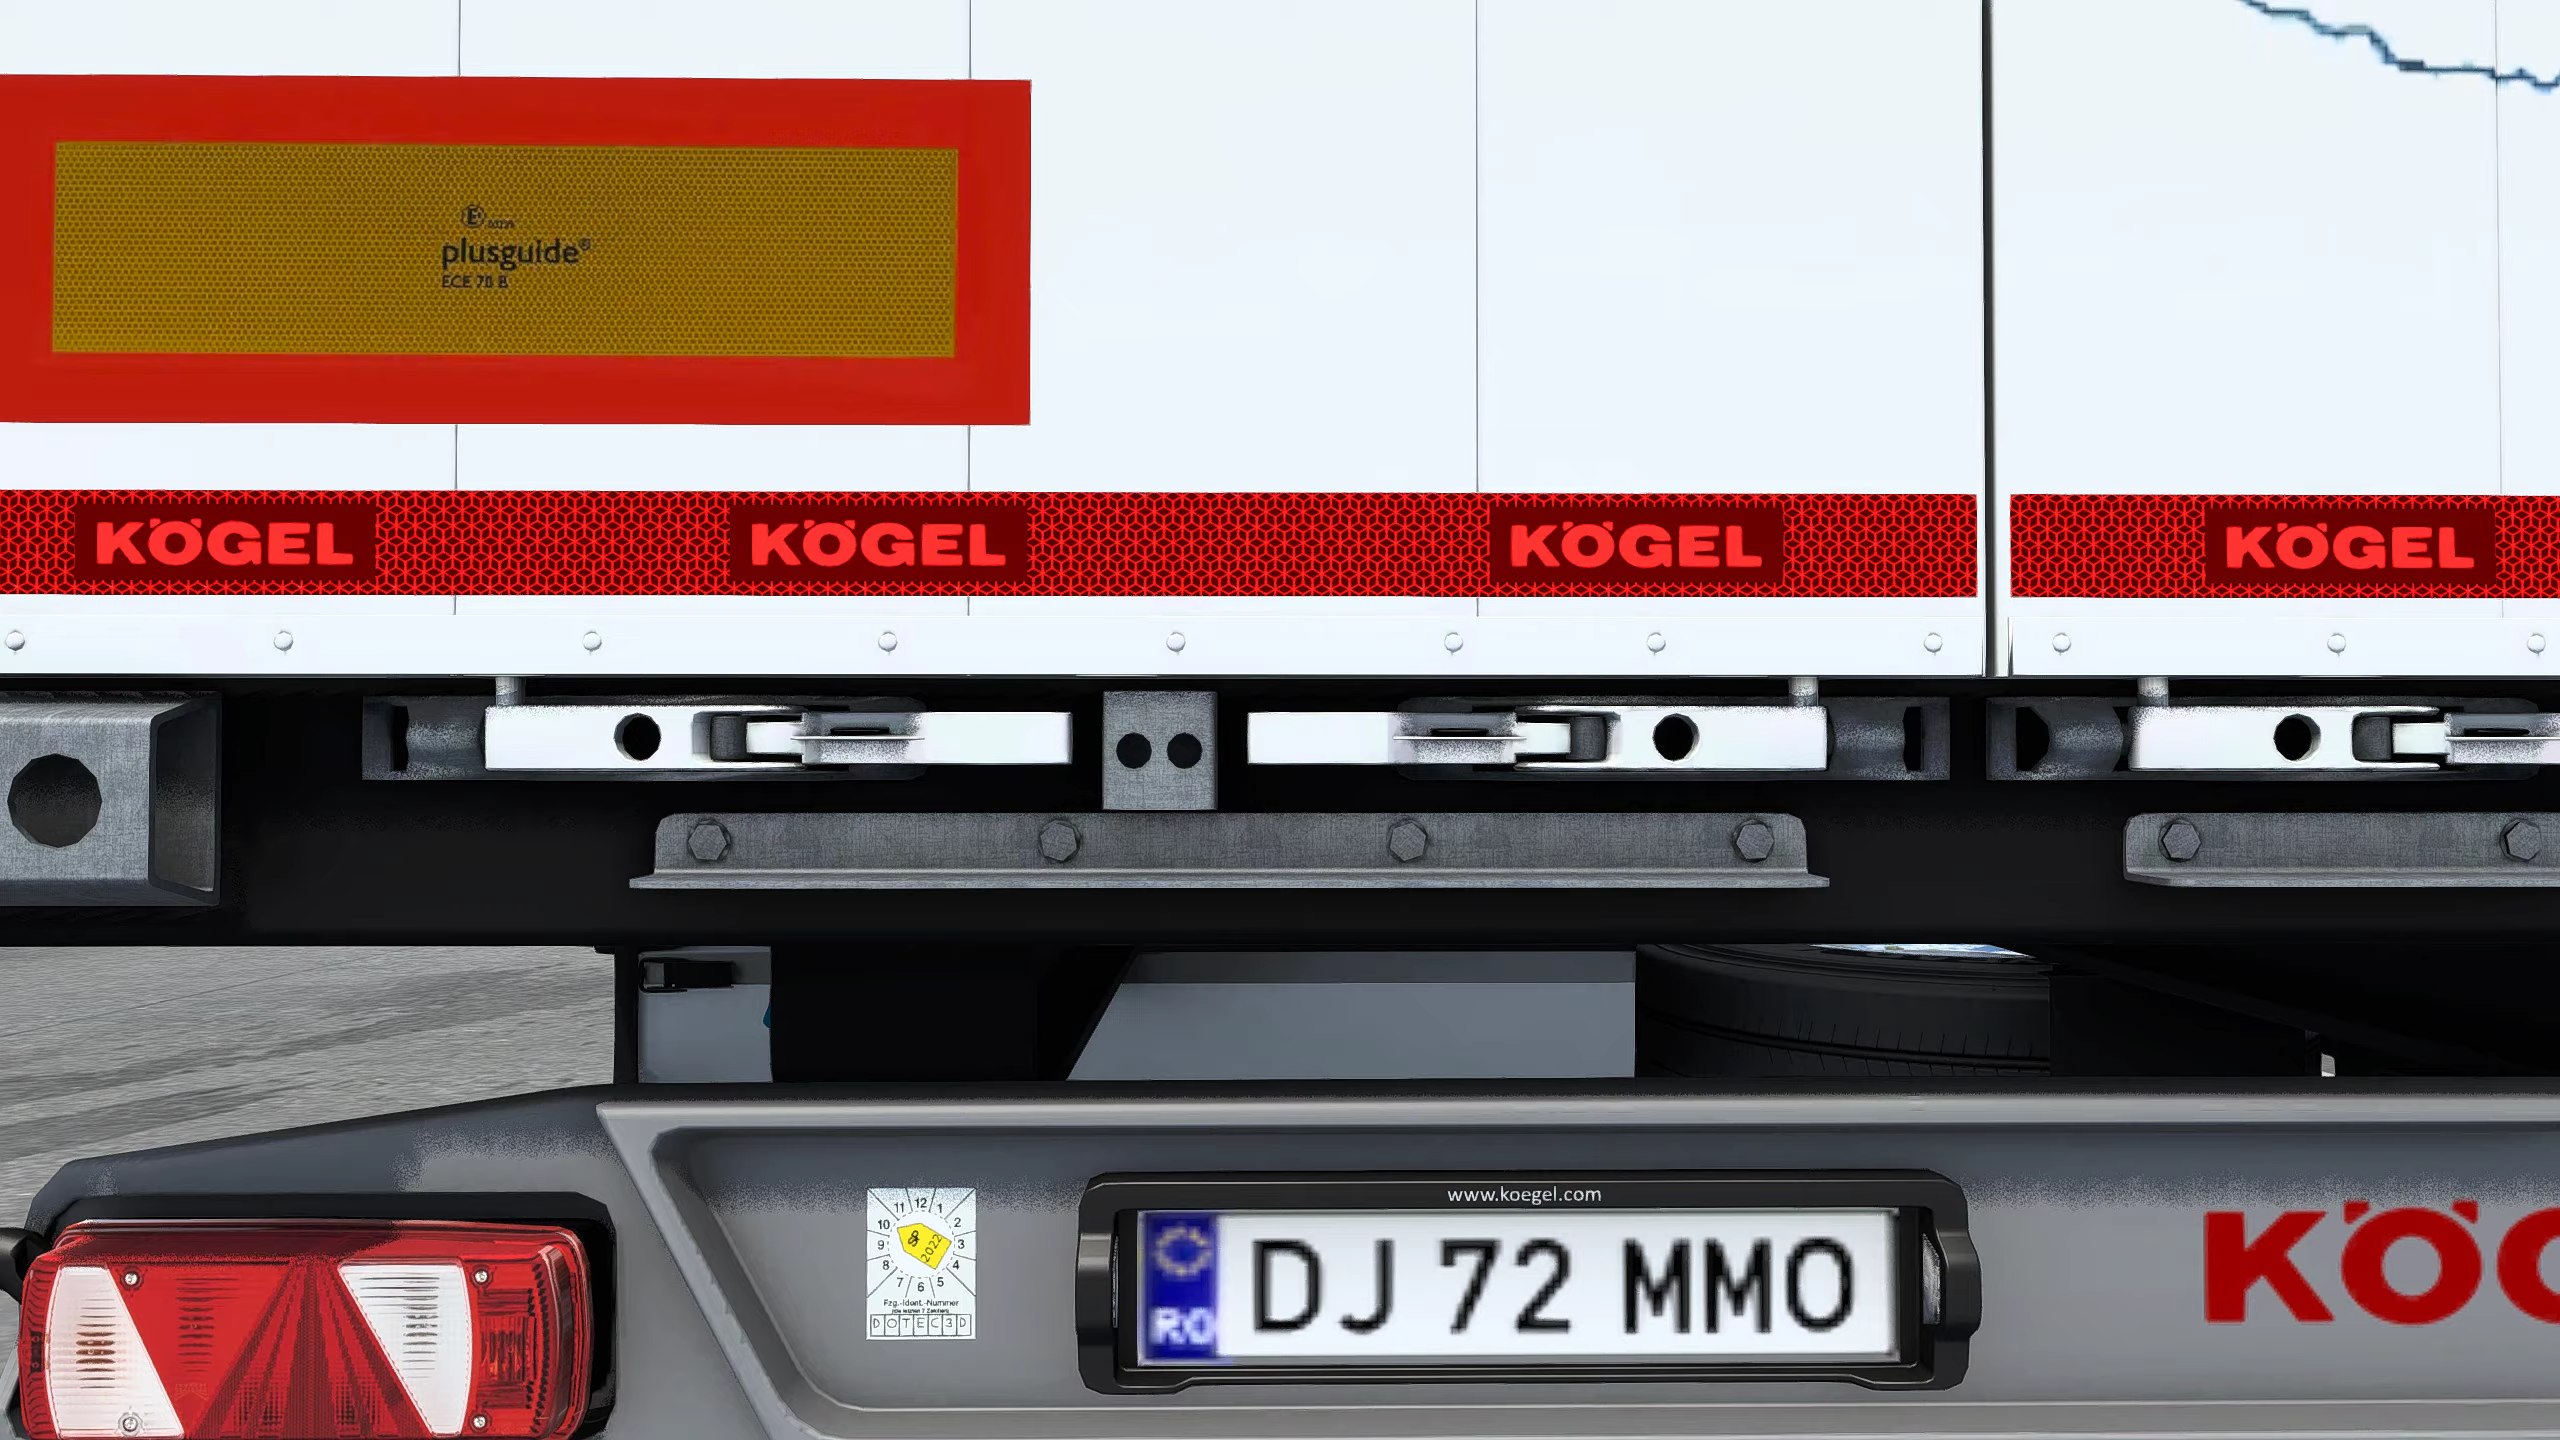 E
plusguide®
ECE 70 B
KÖGEL KÖGEL KÖGEL KÖGEL
www.koegel.com
RO DJ 72 MMO
KÖG
12 1 2 3 4 5 6 7 8 9 10 11
SP 2022
Fzg.-Ident.-Nummer
DOTEC3D